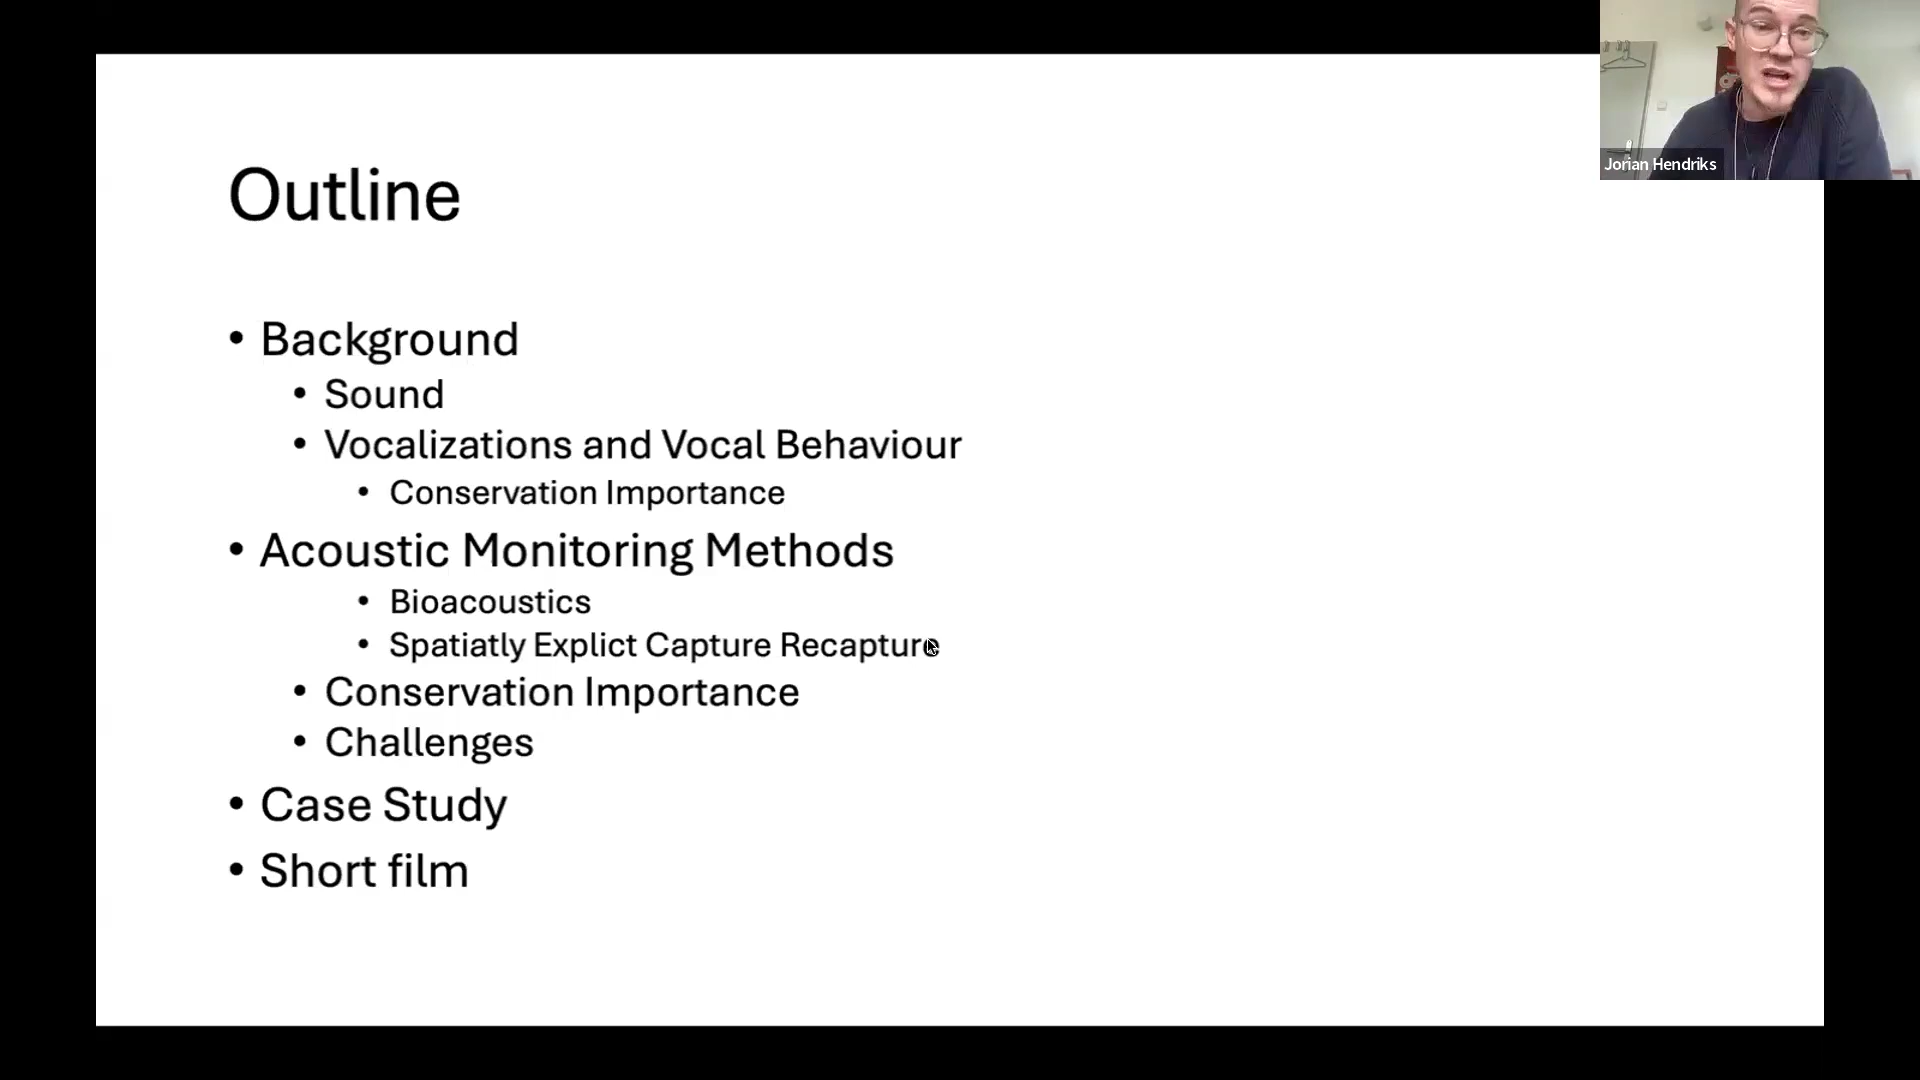 Jorian Hendriks
Outline
• Background
• Sound
• Vocalizations and Vocal Behaviour
• Conservation Importance
• Acoustic Monitoring Methods
• Bioacoustics
• Spatiatly Explict Capture Recapture
• Conservation Importance
• Challenges
• Case Study
• Short film